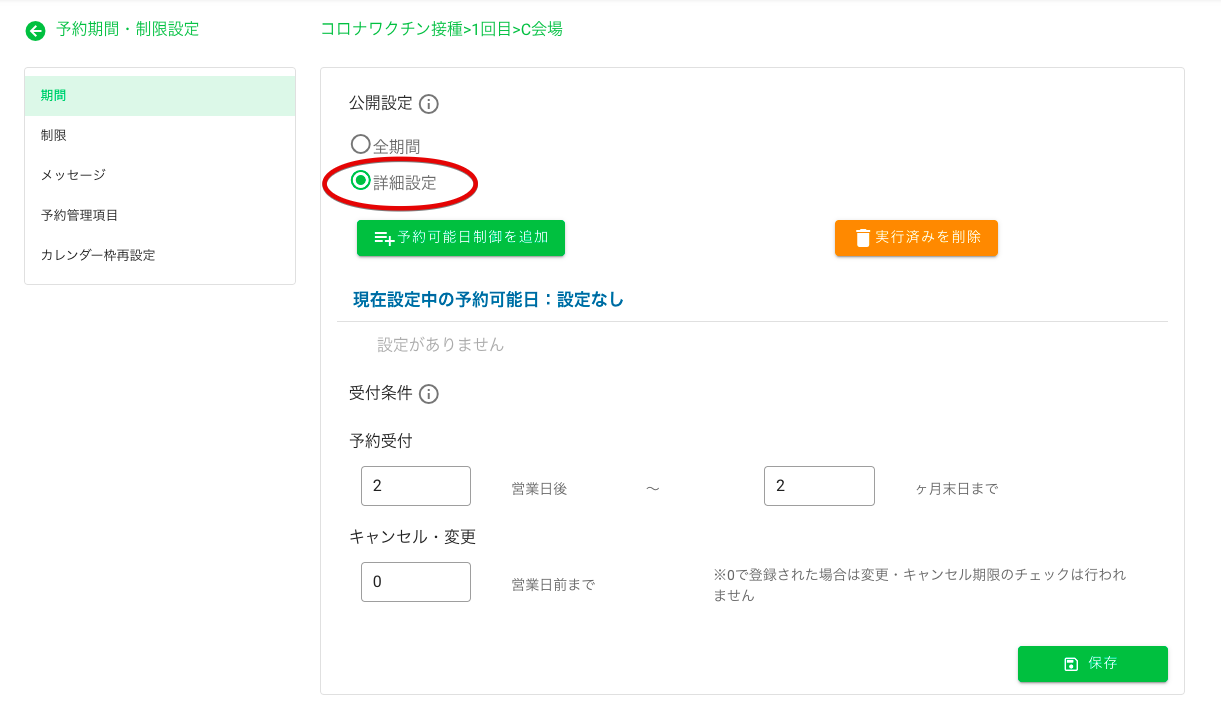 予約期間・制限設定
コロナワクチン接種>1回目>C会場
期間
制限
メッセージ
予約管理項目
カレンダー枠再設定
公開設定
全期間
詳細設定
予約可能日制御を追加
実行済みを削除
現在設定中の予約可能日：設定なし
設定がありません
受付条件
予約受付
2 営業日後 ～ 2 ヶ月末日まで
キャンセル・変更
0 営業日前まで
※0で登録された場合は変更・キャンセル期限のチェックは行われ
ません
保存